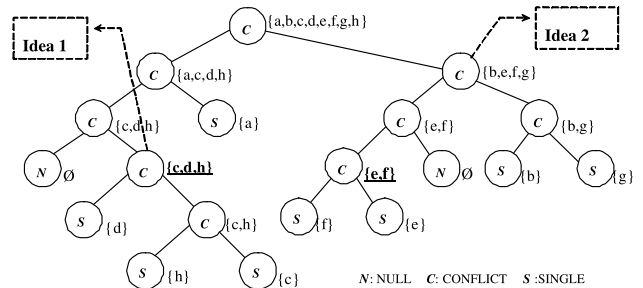 C {a,b,c,d,e,f,g,h}
Idea 1
Idea 2
C {a,c,d,h}
C {b,e,f,g}
C {c,d,h}
S {a}
C {e,f}
C {b,g}
N Ø
C {c,d,h}
C {e,f}
N Ø
S {b}
S {g}
S {d}
C {c,h}
S {f}
S {e}
S {h}
S {c}
N: NULL C: CONFLICT S :SINGLE